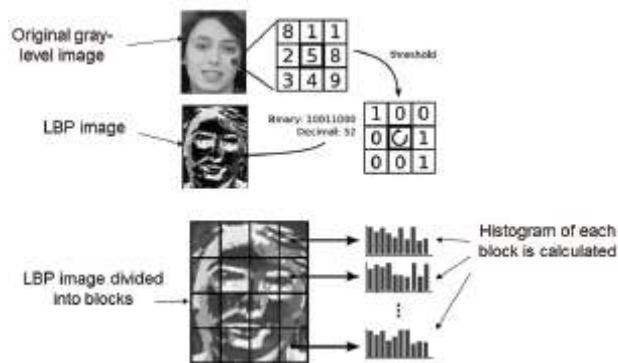 Original gray-
level image
8 1 1
2 5 8
3 4 9
threshold
LBP image
Binary: 10011000
Decimal: 52
1 0 0
0 1
0 0 1
LBP image divided
into blocks
Histogram of each
block is calculated